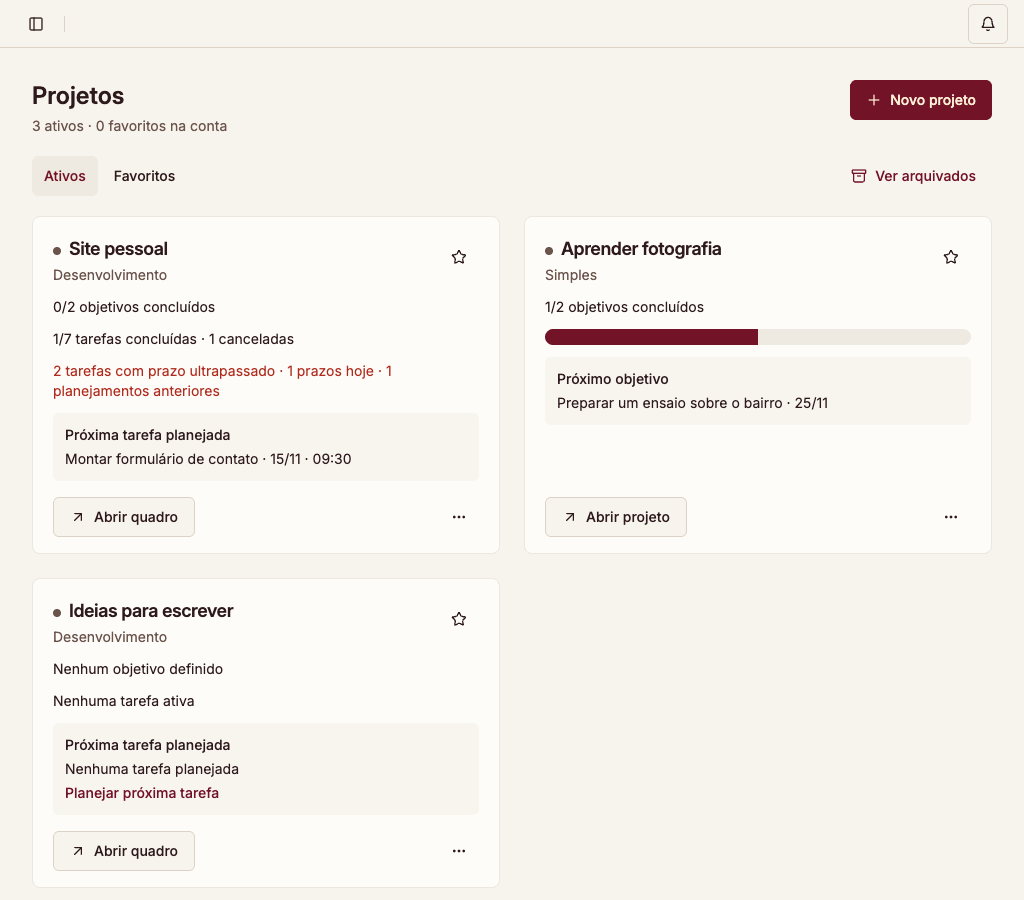 Projetos
3 ativos · 0 favoritos na conta
Novo projeto
Ativos
Favoritos
Ver arquivados
Site pessoal
Desenvolvimento
0/2 objetivos concluídos
1/7 tarefas concluídas · 1 canceladas
2 tarefas com prazo ultrapassado · 1 prazos hoje · 1
planejamentos anteriores
Próxima tarefa planejada
Montar formulário de contato · 15/11 · 09:30
Abrir quadro
Aprender fotografia
Simples
1/2 objetivos concluídos
Próximo objetivo
Preparar um ensaio sobre o bairro · 25/11
Abrir projeto
Ideias para escrever
Desenvolvimento
Nenhum objetivo definido
Nenhuma tarefa ativa
Próxima tarefa planejada
Nenhuma tarefa planejada
Planejar próxima tarefa
Abrir quadro